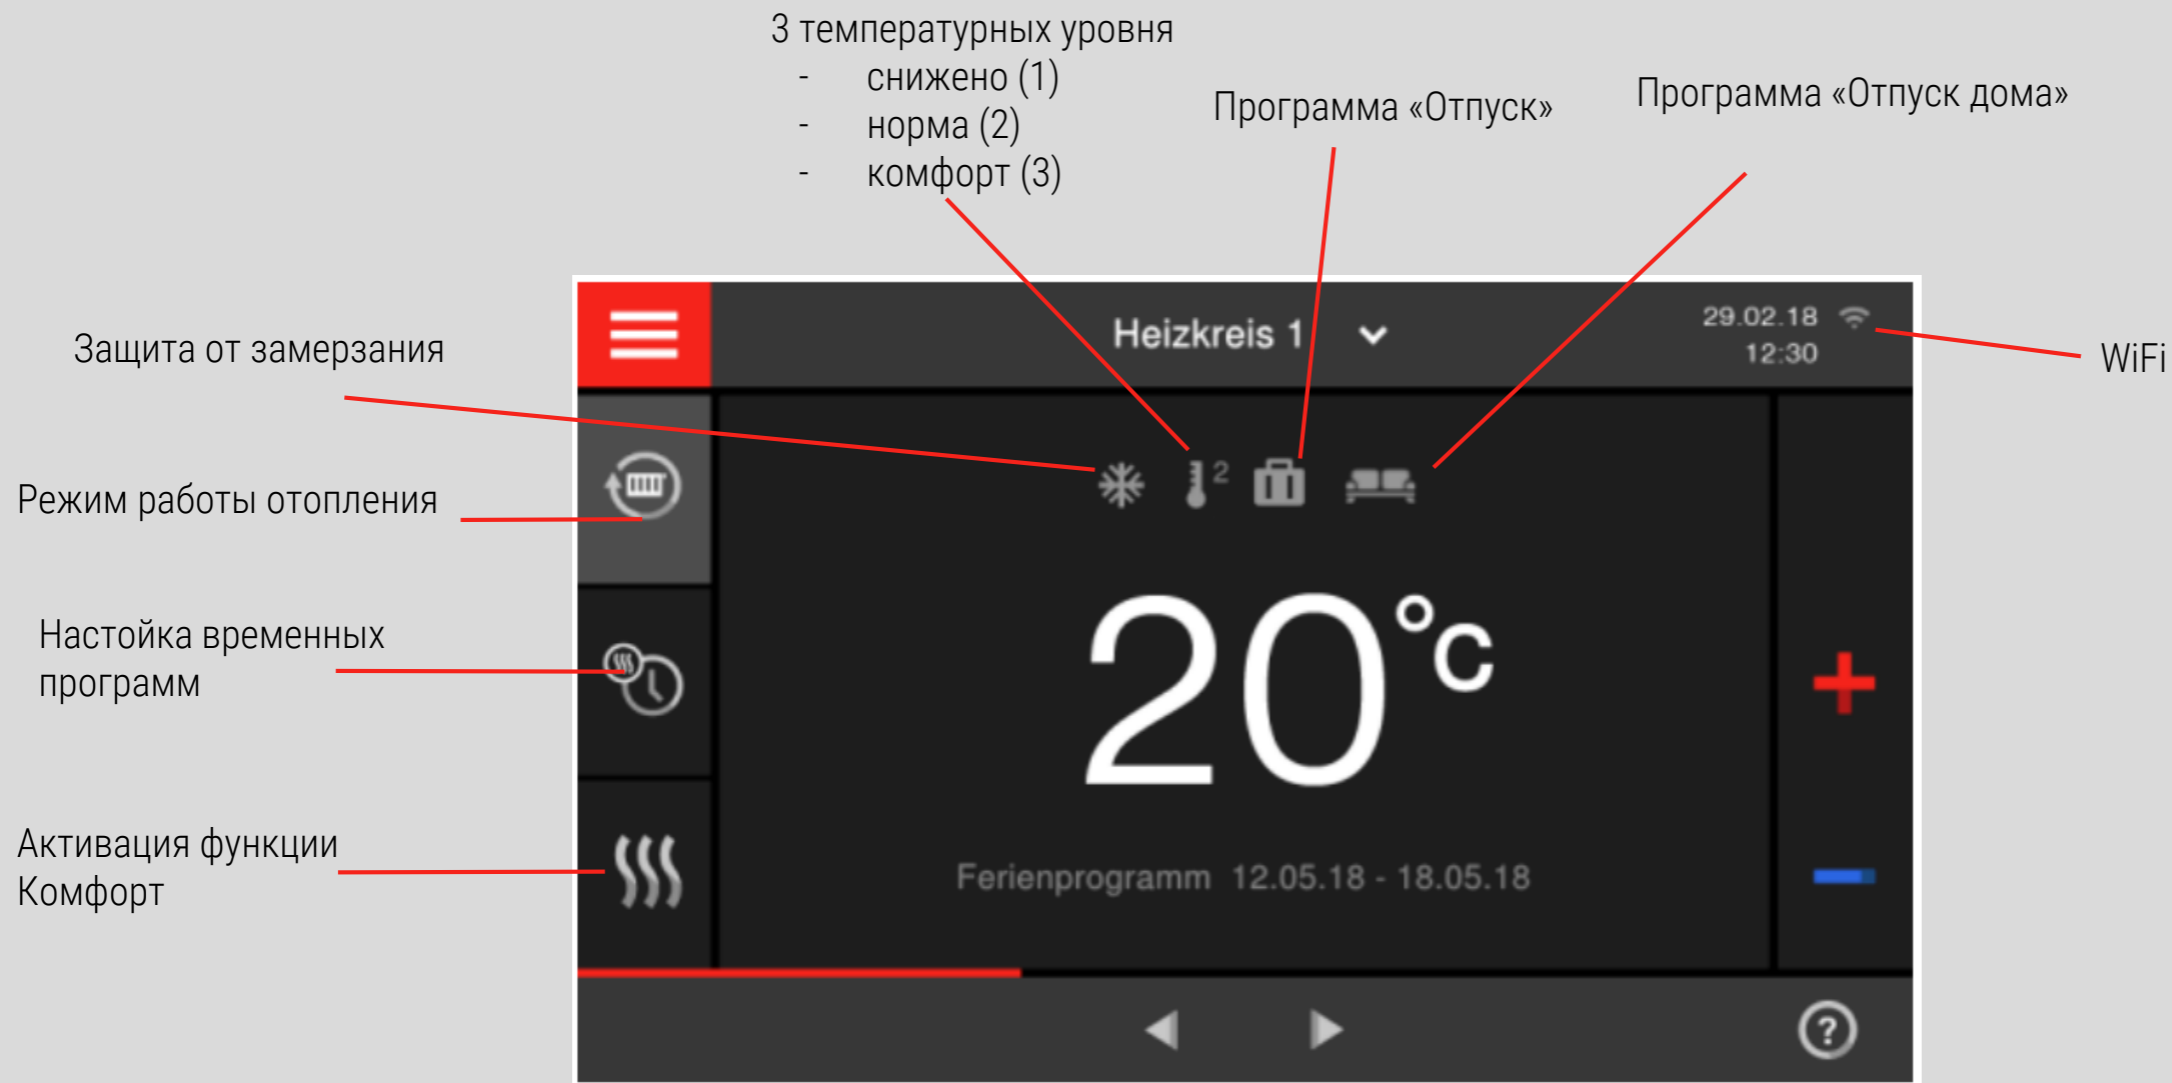 3 температурных уровня
- снижено (1)
- норма (2)
- комфорт (3)
Программа «Отпуск»
Программа «Отпуск дома»
Защита от замерзания
Режим работы отопления
Настойка временных
программ
Активация функции
Комфорт
WiFi
Heizkreis 1
29.02.18
12:30
2
20°C
Ferienprogramm 12.05.18 - 18.05.18
?